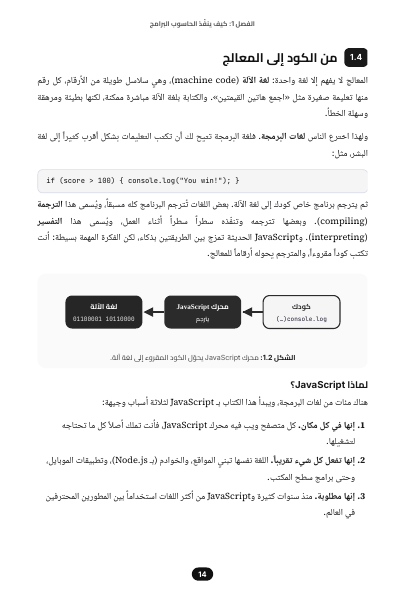 الفصل 1: كيف ينفّذ الحاسوب البرامج
1.4 من الكود إلى المعالج
المعالج لا يفهم إلا لغة واحدة: لغة الآلة (machine code)، وهي سلاسل طويلة من الأرقام، كل رقم
منها تعليمة صغيرة مثل «اجمع هاتين القيمتين». والكتابة بلغة الآلة مباشرة ممكنة، لكنها بطيئة ومرهقة
وسهلة الخطأ.
ولهذا اخترع الناس لغات البرمجة. فلغة البرمجة تتيح لك أن تكتب التعليمات بشكل أقرب كثيراً إلى لغة
البشر، مثل:
if (score > 100) { console.log("You win!"); }
ثم يترجم برنامج خاص كودك إلى لغة الآلة. بعض اللغات تُترجم البرنامج كله مسبقاً، ويُسمى هذا الترجمة
(compiling). وبعضها تترجمه وتنفّذه سطراً سطراً أثناء العمل، ويُسمى هذا التفسير
(interpreting). وJavaScript الحديثة تمزج بين الطريقتين بذكاء، لكن الفكرة المهمة بسيطة: أنت
تكتب كوداً مقروءاً، والمترجم يحوله أرقاماً للمعالج.
كودك
console.log(…)
محرك JavaScript
يترجم
لغة الآلة
01100001 10110000
الشكل 1.2: محرك JavaScript يحوّل الكود المقروء إلى لغة آلة.
لماذا JavaScript؟
هناك مئات من لغات البرمجة، ويبدأ هذا الكتاب بـ JavaScript لثلاثة أسباب وجيهة:
1. إنها في كل مكان. كل متصفح ويب فيه محرك JavaScript، فأنت تملك أصلاً كل ما تحتاجه
لتشغيلها.
2. إنها تفعل كل شيء تقريباً. اللغة نفسها تبني المواقع، والخوادم (بـ Node.js)، وتطبيقات الموبايل،
وحتى برامج سطح المكتب.
3. إنها مطلوبة. منذ سنوات كثيرة وJavaScript من أكثر اللغات استخداماً بين المطورين المحترفين
في العالم.
14